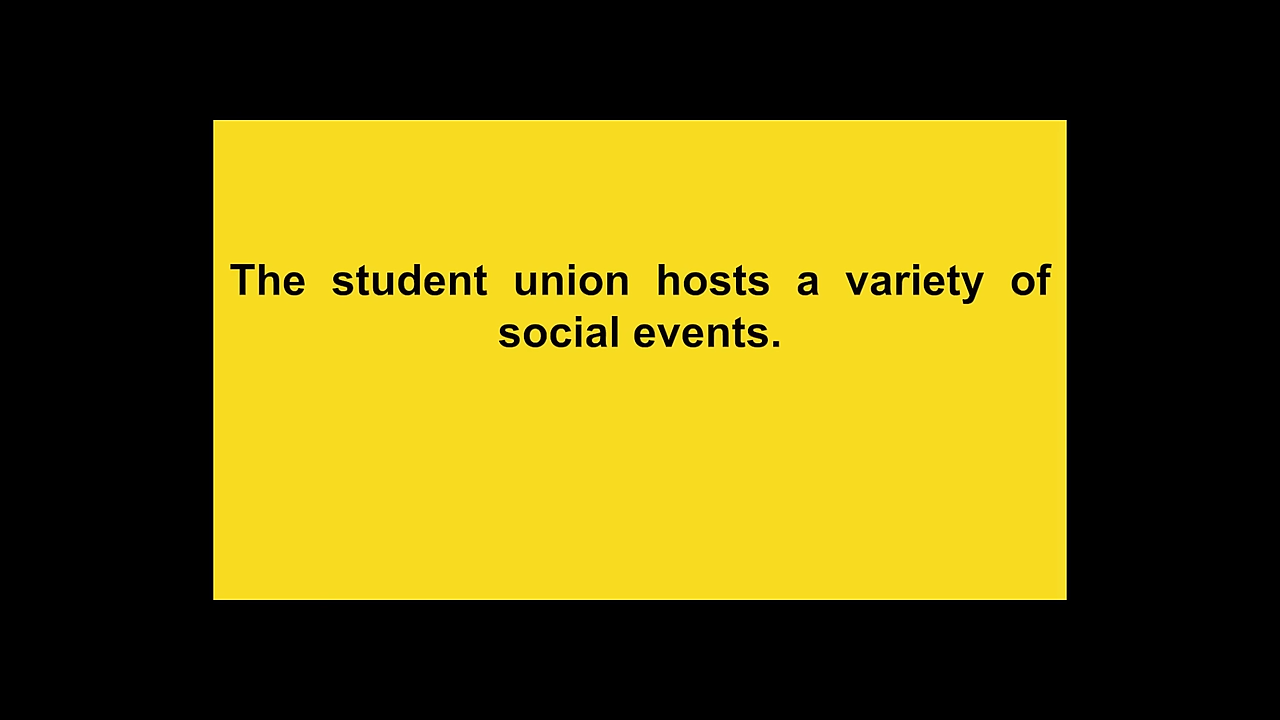 The student union hosts a variety of
social events.